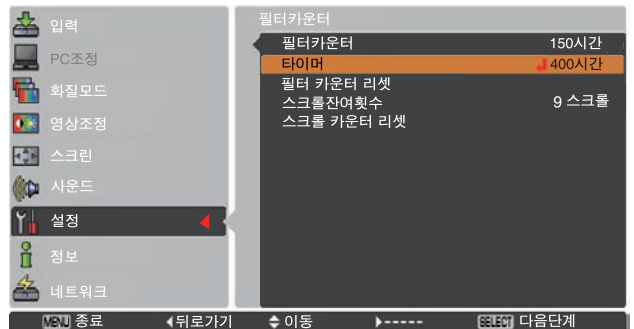 입력
PC조정
화질모드
영상조정
스크린
사운드
설정
정보
네트워크
필터카운터
필터카운터 150시간
타이머 400시간
필터 카운터 리셋
스크롤잔여횟수 9 스크롤
스크롤 카운터 리셋
MENU 종료 뒤로가기 이동 ----- SELECT 다음단계